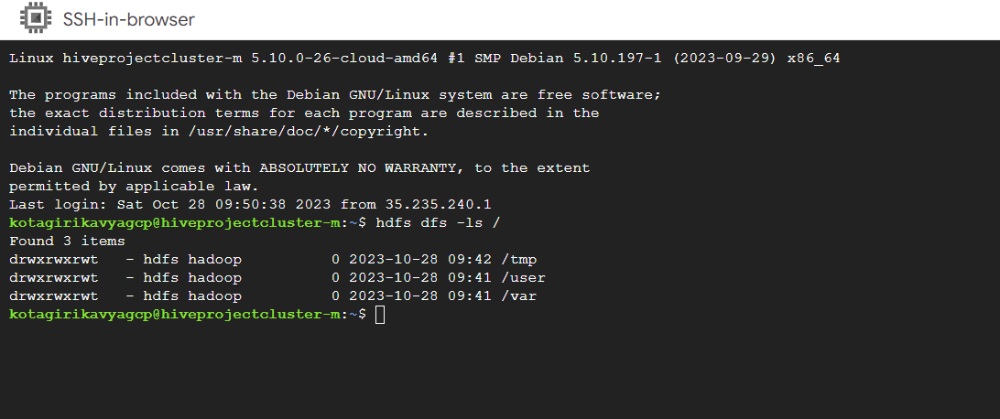 SSH-in-browser
Linux hiveprojectcluster-m 5.10.0-26-cloud-amd64 #1 SMP Debian 5.10.197-1 (2023-09-29) x86_64
The programs included with the Debian GNU/Linux system are free software;
the exact distribution terms for each program are described in the
individual files in /usr/share/doc/*/copyright.
Debian GNU/Linux comes with ABSOLUTELY NO WARRANTY, to the extent
permitted by applicable law.
Last login: Sat Oct 28 09:50:38 2023 from 35.235.240.1
kotagirikavyagcp@hiveprojectcluster-m:~$ hdfs dfs -ls /
Found 3 items
drwxrwxrwt   - hdfs hadoop          0 2023-10-28 09:42 /tmp
drwxrwxrwt   - hdfs hadoop          0 2023-10-28 09:41 /user
drwxrwxrwt   - hdfs hadoop          0 2023-10-28 09:41 /var
kotagirikavyagcp@hiveprojectcluster-m:~$